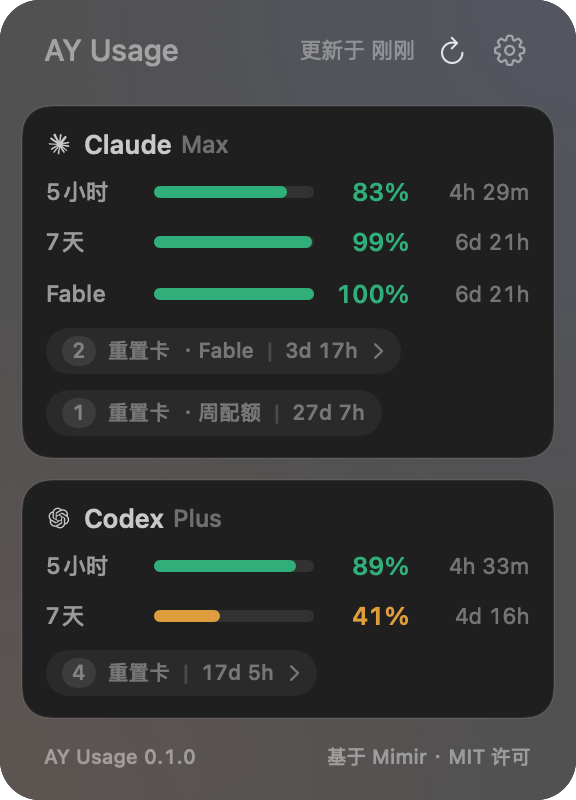 AY Usage 更新于 刚刚
Claude Max
5小时 83% 4h 29m
7天 99% 6d 21h
Fable 100% 6d 21h
2 重置卡 · Fable | 3d 17h >
1 重置卡 · 周配额 | 27d 7h
Codex Plus
5小时 89% 4h 33m
7天 41% 4d 16h
4 重置卡 | 17d 5h >
AY Usage 0.1.0 基于 Mimir · MIT 许可